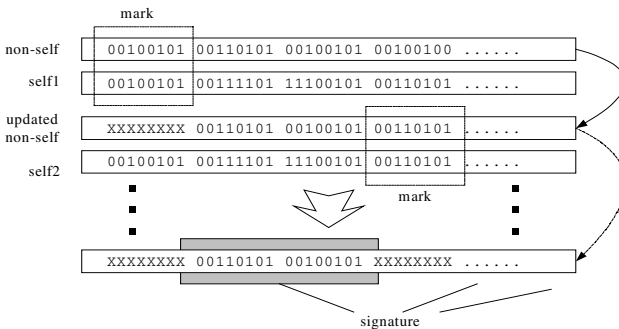 mark
non-self 00100101 00110101 00100101 00100100 ......
self1 00100101 00111101 11100101 00110101 ......
updated non-self XXXXXXXX 00110101 00100101 00110101 ......
self2 00100101 00111101 11100101 00110101 ......
mark
XXXXXXXX 00110101 00100101 XXXXXXXX ......
signature